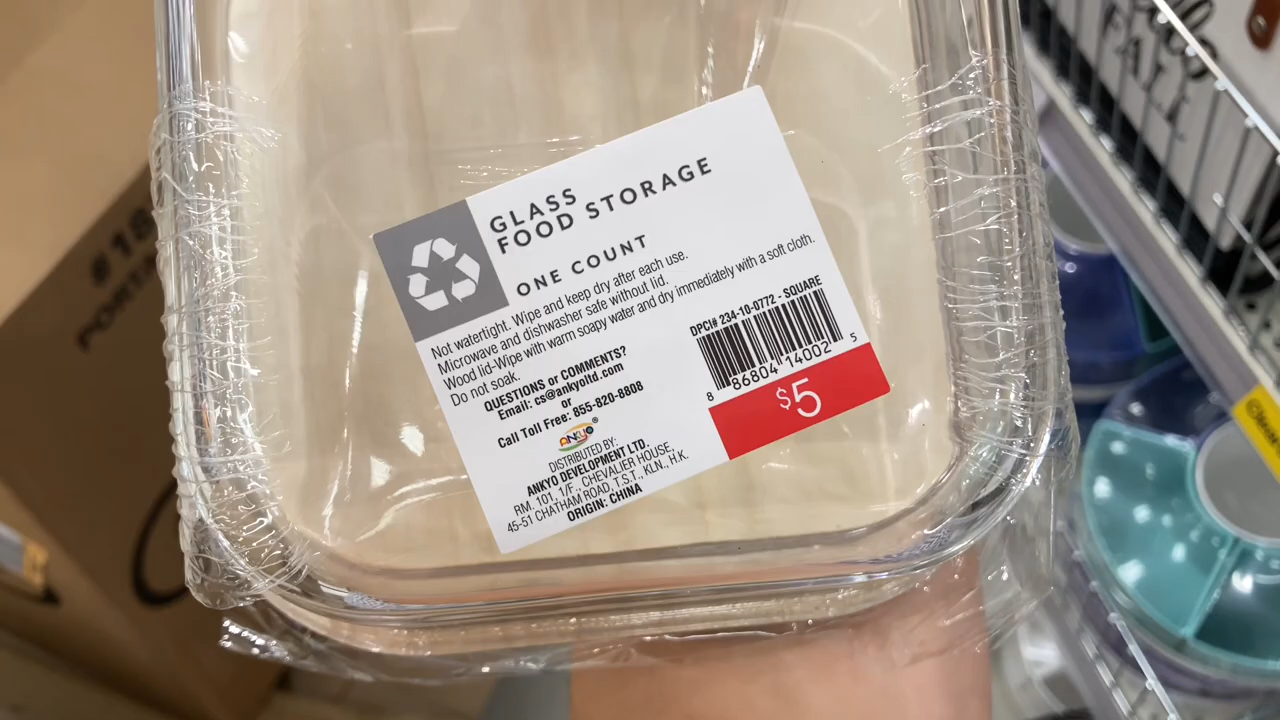 GLASS
FOOD STORAGE
ONE COUNT
Not watertight. Wipe and keep dry after each use.
Microwave and dishwasher safe without lid.
Wood lid-Wipe with warm soapy water and dry immediately with a soft cloth.
Do not soak.
QUESTIONS or COMMENTS?
Email: cs@ankyoltd.com
or
Call Toll Free: 855-820-8808
ANKYO®
DISTRIBUTED BY:
ANKYO DEVELOPMENT LTD.
RM. 101, 1/F., CHEVALIER HOUSE,
45-51 CHATHAM ROAD, T.S.T., KLN., H.K.
ORIGIN: CHINA
DPCI# 234-10-0772 - SQUARE
8 86804 14002 5
$5
FALL